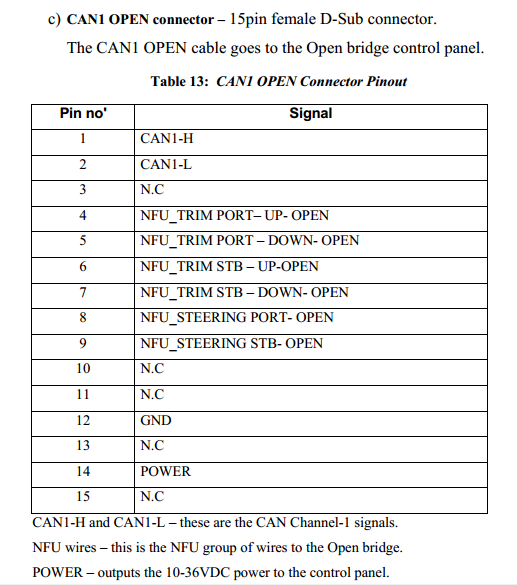 c) CAN1 OPEN connector – 15pin female D-Sub connector.
The CAN1 OPEN cable goes to the Open bridge control panel.
Table 13: CAN1 OPEN Connector Pinout
Pin no' Signal
1 CAN1-H
2 CAN1-L
3 N.C
4 NFU_TRIM PORT– UP- OPEN
5 NFU_TRIM PORT – DOWN- OPEN
6 NFU_TRIM STB – UP-OPEN
7 NFU_TRIM STB – DOWN- OPEN
8 NFU_STEERING PORT- OPEN
9 NFU_STEERING STB- OPEN
10 N.C
11 N.C
12 GND
13 N.C
14 POWER
15 N.C
CAN1-H and CAN1-L – these are the CAN Channel-1 signals.
NFU wires – this is the NFU group of wires to the Open bridge.
POWER – outputs the 10-36VDC power to the control panel.